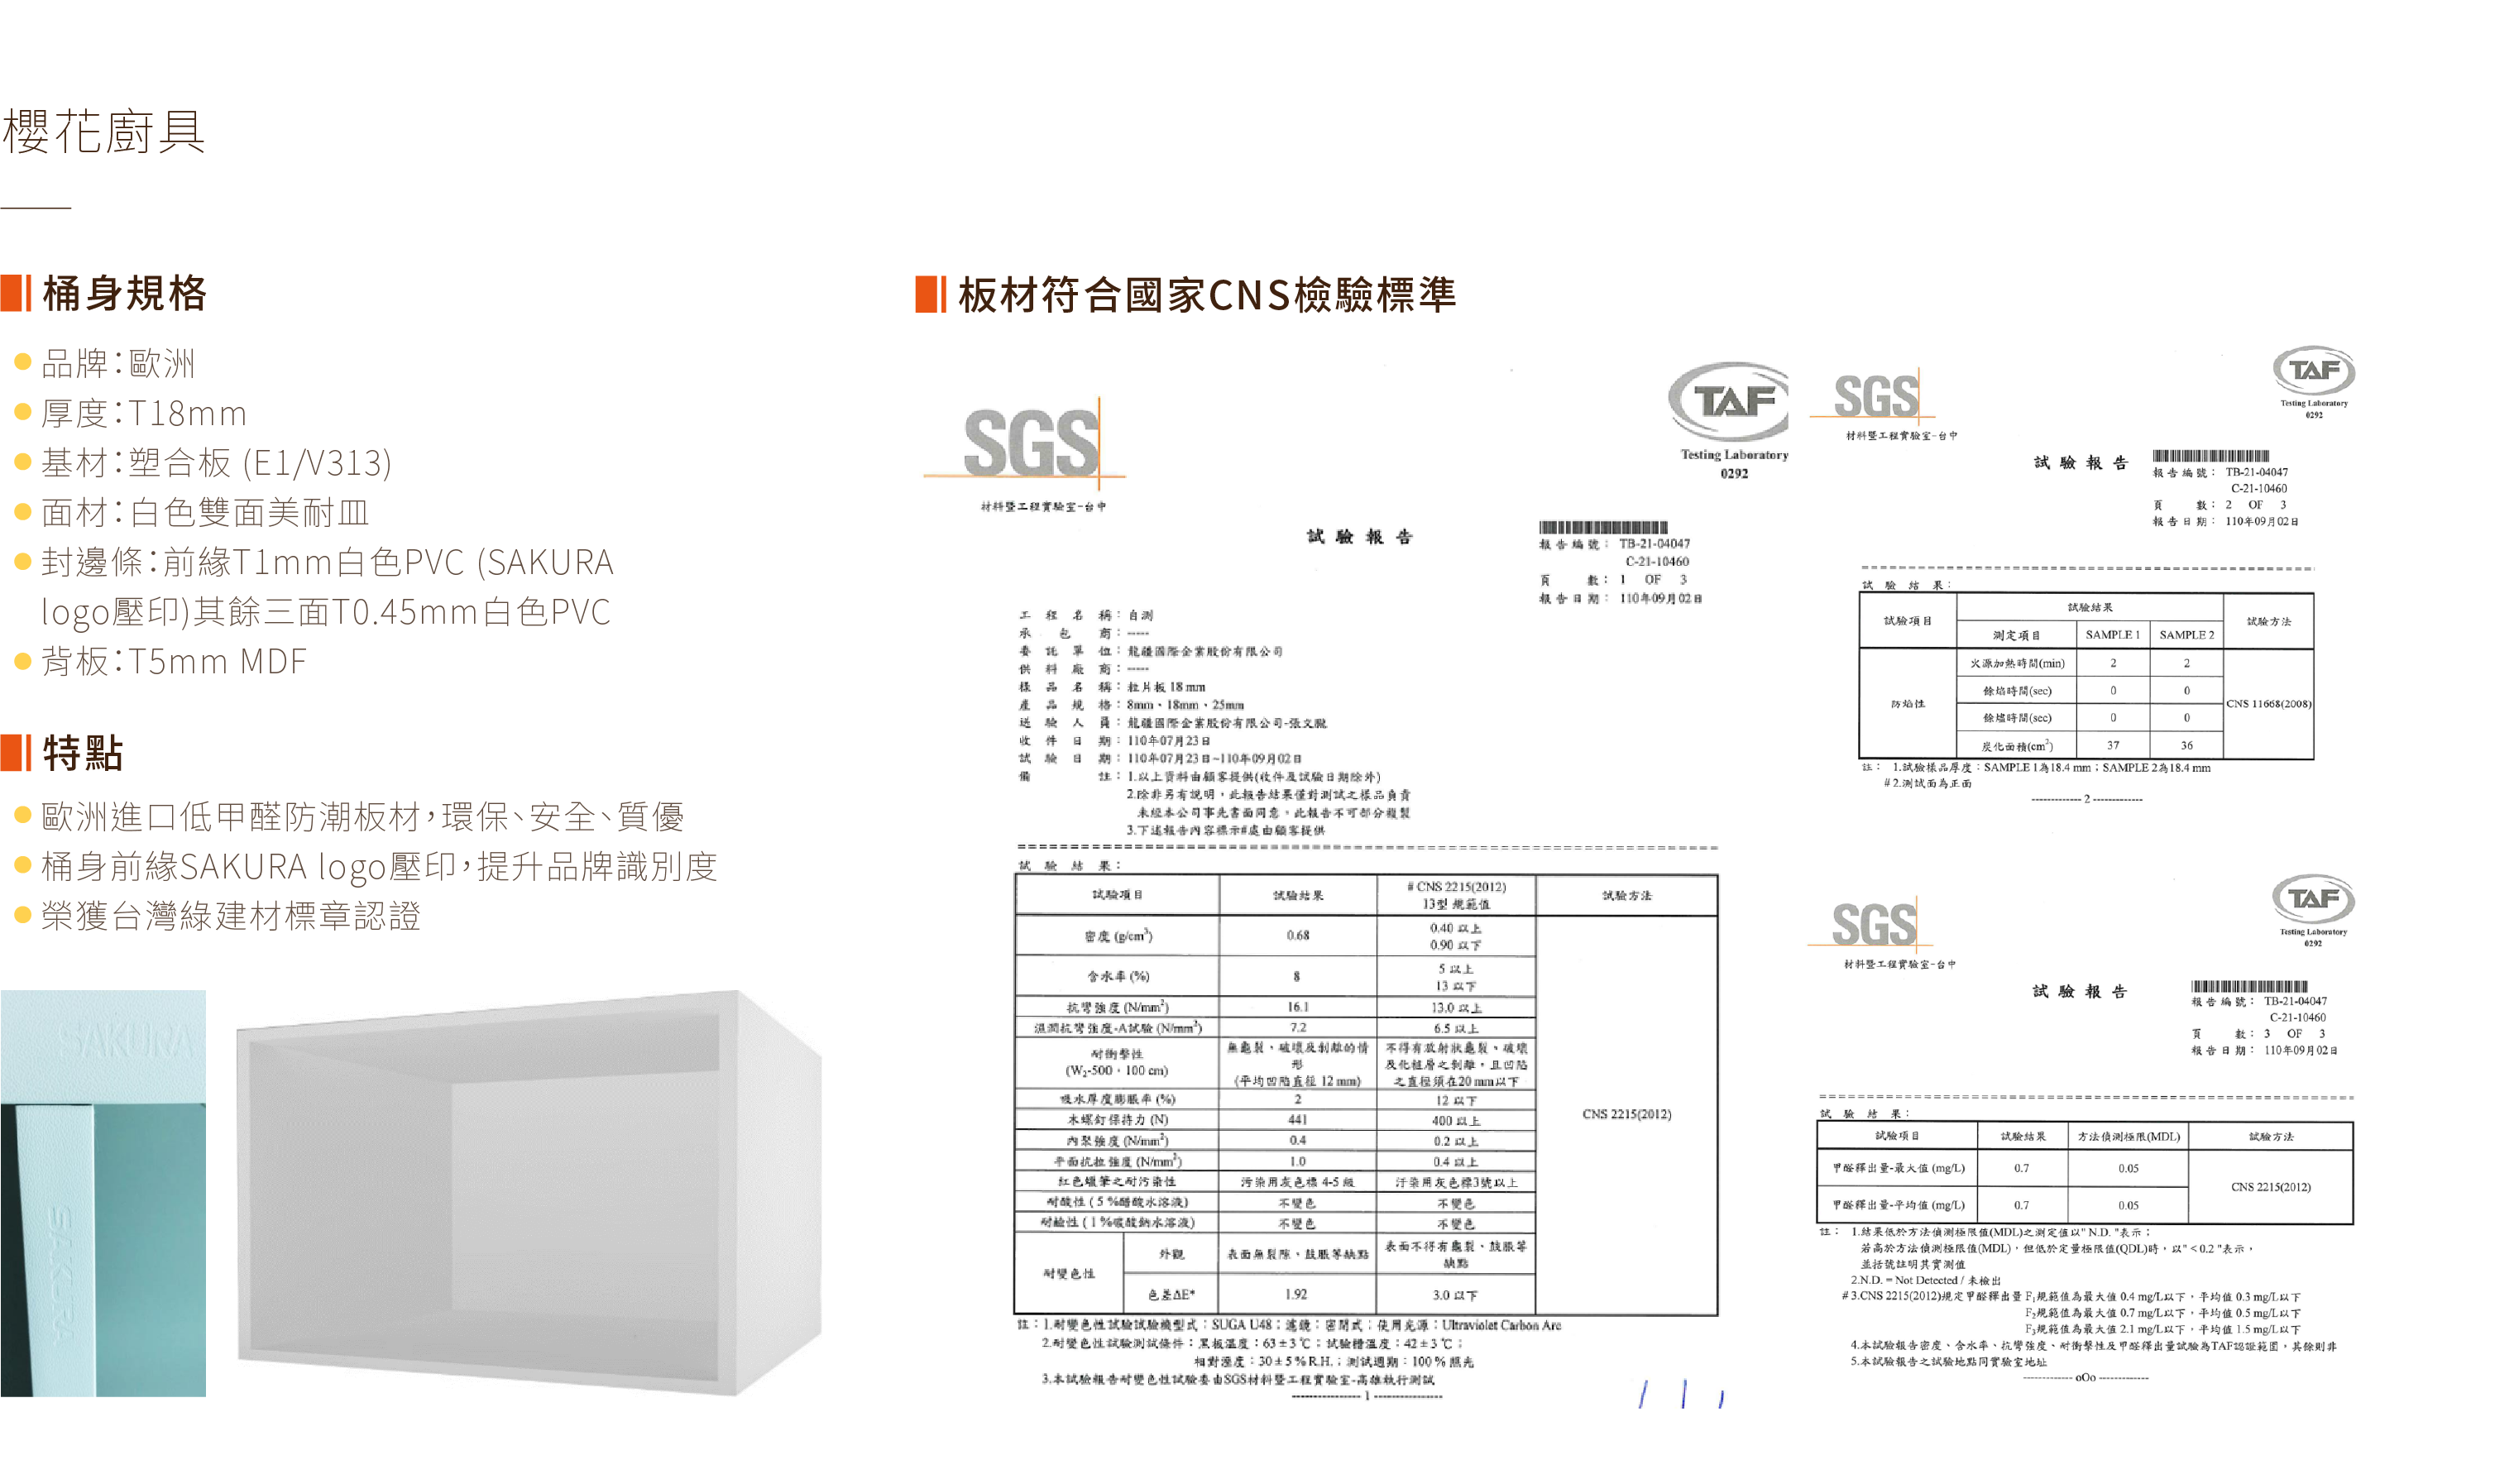 櫻花廚具
桶身規格
品牌：歐洲
厚度：T18mm
基材：塑合板 (E1/V313)
面材：白色雙面美耐皿
封邊條：前緣T1mm白色PVC (SAKURA
logo壓印)其餘三面T0.45mm白色PVC
背板：T5mm MDF
特點
歐洲進口低甲醛防潮板材，環保、安全、質優
桶身前緣SAKURA logo壓印，提升品牌識別度
榮獲台灣綠建材標章認證
SAKURA
SAKURA
板材符合國家CNS檢驗標準
SGS
材料暨工程實驗室-台中
TAF
Testing Laboratory
0292
試驗報告
報告編號： TB-21-04047
C-21-10460
頁 數： 1 OF 3
報告日期： 110年09月02日
工程名稱：自測
承包商：-----
委託單位：龍疆國際企業股份有限公司
供料廠商：-----
樣品名稱：粒片板 18 mm
產品規格：8mm、18mm、25mm
送驗人員：龍疆國際企業股份有限公司-張文騰
收件日期：110年07月23日
試驗日期：110年07月23日~110年09月02日
備註：1.以上資料由顧客提供(收件及試驗日期除外)
2.除非另有說明，此報告結果僅對測試之樣品負責
未經本公司事先書面同意，此報告不可部分複製
3.下述報告內容標示#處由顧客提供
試驗結果：
試驗項目 試驗結果 # CNS 2215(2012) 13型 規範值 試驗方法
密度 (g/cm³) 0.68 0.40 以上 0.90 以下
含水率 (%) 8 5 以上 13 以下
抗彎強度 (N/mm²) 16.1 13.0 以上
濕潤抗彎強度-A試驗 (N/mm²) 7.2 6.5 以上
耐衝擊性 (W₂-500，100 cm) 無龜裂、破壞及剝離的情形 (平均凹陷直徑 12 mm) 不得有放射狀龜裂、破壞及化粧層之剝離，且凹陷之直徑須在20 mm以下
吸水厚度膨脹率 (%) 2 12 以下
木螺釘保持力 (N) 441 400 以上
CNS 2215(2012)
內聚強度 (N/mm²) 0.4 0.2 以上
平面抗拉強度 (N/mm²) 1.0 0.4 以上
紅色蠟筆之耐污染性 污染用灰色標 4-5 級 汙染用灰色標3號以上
耐酸性 ( 5 %醋酸水溶液) 不變色 不變色
耐鹼性 ( 1 %碳酸鈉水溶液) 不變色 不變色
耐變色性 外觀 表面無裂隙、鼓脹等缺點 表面不得有龜裂、鼓脹等缺點
色差ΔE* 1.92 3.0 以下
註：1.耐變色性試驗試驗機型式：SUGA U48；濾鏡：密閉式；使用光源：Ultraviolet Carbon Arc
2.耐變色性試驗測試條件：黑板溫度：63±3℃；試驗槽溫度：42±3℃；
相對溼度：30±5％R.H.；測試週期：100％照光
3.本試驗報告耐變色性試驗委由SGS材料暨工程實驗室-高雄執行測試
1
SGS
材料暨工程實驗室-台中
TAF
Testing Laboratory
0292
試驗報告
報告編號： TB-21-04047
C-21-10460
頁 數： 2 OF 3
報告日期： 110年09月02日
試驗結果：
試驗項目 試驗結果 試驗方法
測定項目 SAMPLE 1 SAMPLE 2
防焰性 火源加熱時間(min) 2 2
餘焰時間(sec) 0 0
CNS 11668(2008)
餘燼時間(sec) 0 0
炭化面積(cm²) 37 36
註： 1.試驗樣品厚度：SAMPLE 1為18.4 mm；SAMPLE 2為18.4 mm
# 2.測試面為正面
2
SGS
材料暨工程實驗室-台中
TAF
Testing Laboratory
0292
試驗報告
報告編號： TB-21-04047
C-21-10460
頁 數： 3 OF 3
報告日期： 110年09月02日
試驗結果：
試驗項目 試驗結果 方法偵測極限(MDL) 試驗方法
甲醛釋出量-最大值 (mg/L) 0.7 0.05
CNS 2215(2012)
甲醛釋出量-平均值 (mg/L) 0.7 0.05
註： 1.結果低於方法偵測極限值(MDL)之測定值以" N.D. "表示；
若高於方法偵測極限值(MDL)，但低於定量極限值(QDL)時，以" < 0.2 "表示，
並括號註明其實測值
2.N.D. = Not Detected / 未檢出
# 3.CNS 2215(2012)規定甲醛釋出量 F₁規範值為最大值 0.4 mg/L以下，平均值 0.3 mg/L以下
F₂規範值為最大值 0.7 mg/L以下，平均值 0.5 mg/L以下
F₃規範值為最大值 2.1 mg/L以下，平均值 1.5 mg/L以下
4.本試驗報告密度、含水率、抗彎強度、耐衝擊性及甲醛釋出量試驗為TAF認證範圍，其餘則非
5.本試驗報告之試驗地點同實驗室地址
oOo